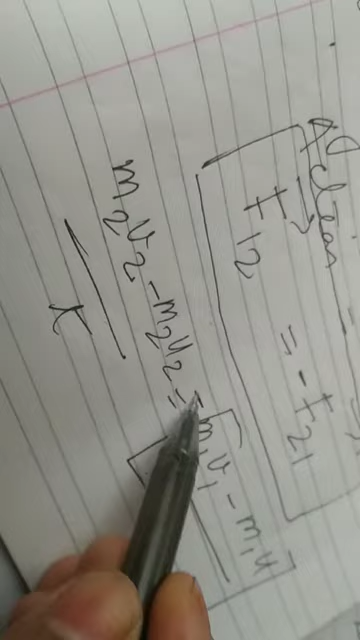 Action =
F₁₂ = -F₂₁
m₂v₂ - m₂u₂ = m₁v₁ - m₁u
t